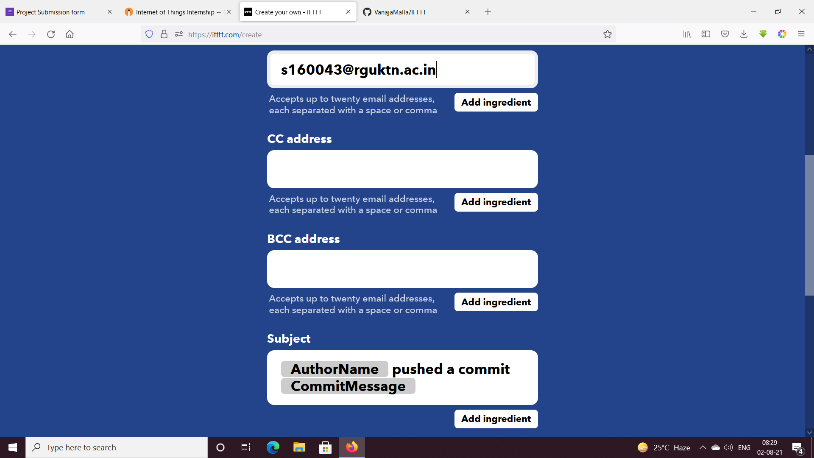 Project Submission form
Internet of Things Internship –
Create your own - IFTTT
VanajaMalla/IFTTT
https://ifttt.com/create
s160043@rguktn.ac.in
Accepts up to twenty email addresses,
each separated with a space or comma
Add ingredient
CC address
Accepts up to twenty email addresses,
each separated with a space or comma
Add ingredient
BCC address
Accepts up to twenty email addresses,
each separated with a space or comma
Add ingredient
Subject
AuthorName pushed a commit
CommitMessage
Add ingredient
Type here to search
25°C Haze
ENG
08:29
02-08-21
4